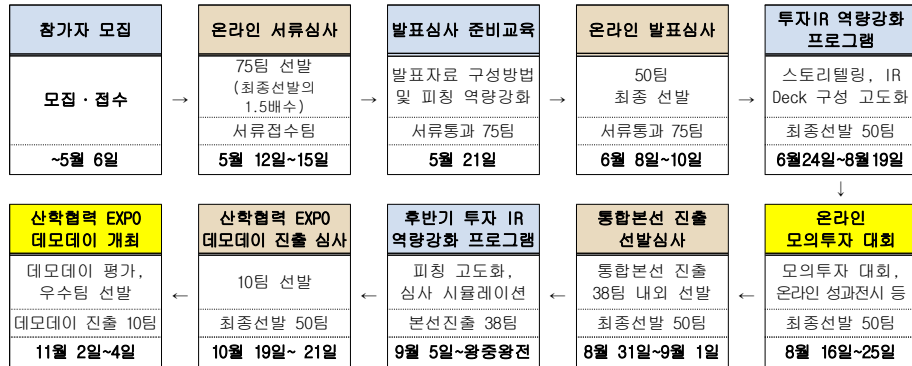 참가자 모집
모집·접수
~5월 6일
→
온라인 서류심사
75팀 선발
(최종선발의
1.5배수)
서류접수팀
5월 12일~15일
→
발표심사 준비교육
발표자료 구성방법
및 피칭 역량강화
서류통과 75팀
5월 21일
→
온라인 발표심사
50팀
최종 선발
서류통과 75팀
6월 8일~10일
→
투자IR 역량강화
프로그램
스토리텔링, IR
Deck 구성 고도화
최종선발 50팀
6월24일~8월19일
↓
온라인
모의투자 대회
모의투자 대회,
온라인 성과전시 등
최종선발 50팀
8월 16일~25일
←
통합본선 진출
선발심사
통합본선 진출
38팀 내외 선발
최종선발 50팀
8월 31일~9월 1일
←
후반기 투자 IR
역량강화 프로그램
피칭 고도화,
심사 시뮬레이션
본선진출 38팀
9월 5일~왕중왕전
←
산학협력 EXPO
데모데이 진출 심사
10팀 선발
최종선발 50팀
10월 19일~ 21일
←
산학협력 EXPO
데모데이 개최
데모데이 평가,
우수팀 선발
데모데이 진출 10팀
11월 2일~4일